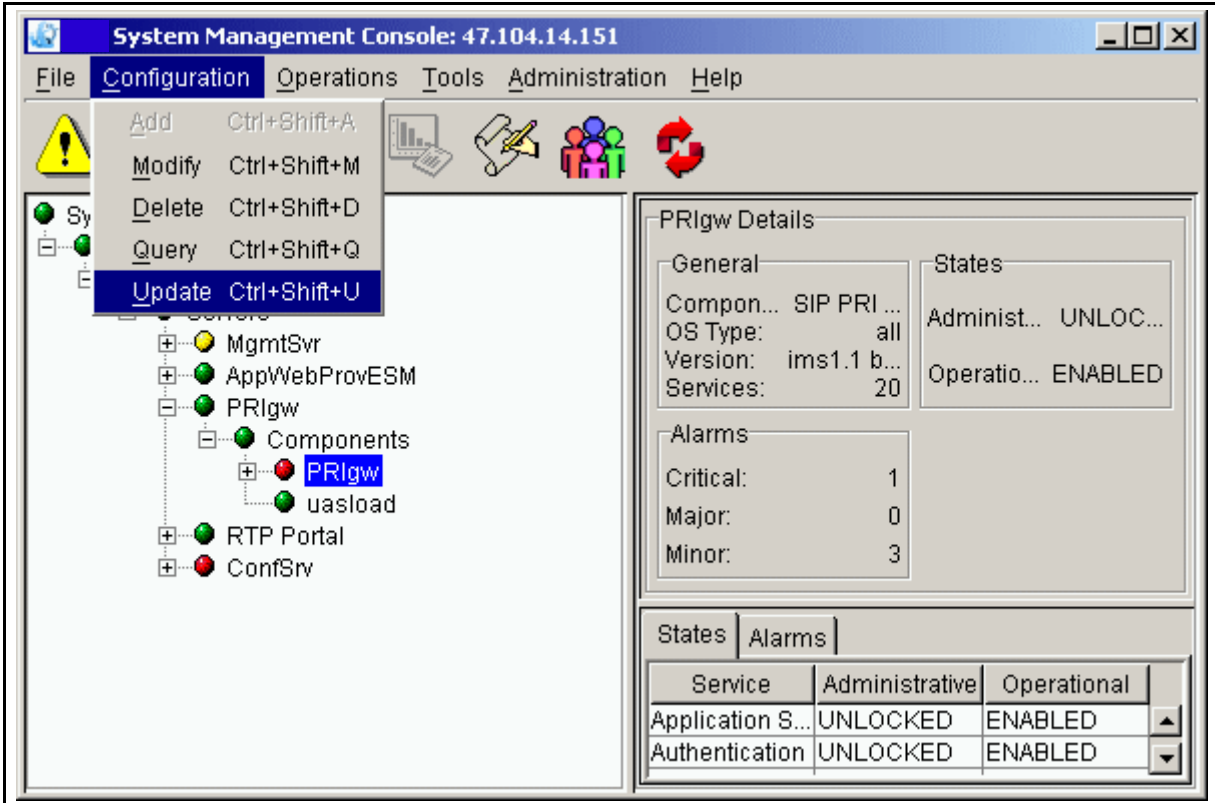 System Management Console: 47.104.14.151
File Configuration Operations Tools Administration Help
Add Ctrl+Shift+A
Modify Ctrl+Shift+M
Delete Ctrl+Shift+D
Query Ctrl+Shift+Q
Update Ctrl+Shift+U
Sy
MgmtSvr
AppWebProvESM
PRIgw
Components
PRIgw
uasload
RTP Portal
ConfSrv
PRIgw Details
General
Compon... SIP PRI ...
OS Type: all
Version: ims1.1 b...
Services: 20
States
Administ... UNLOC...
Operatio... ENABLED
Alarms
Critical: 1
Major: 0
Minor: 3
States Alarms
Service Administrative Operational
Application S... UNLOCKED ENABLED
Authentication UNLOCKED ENABLED